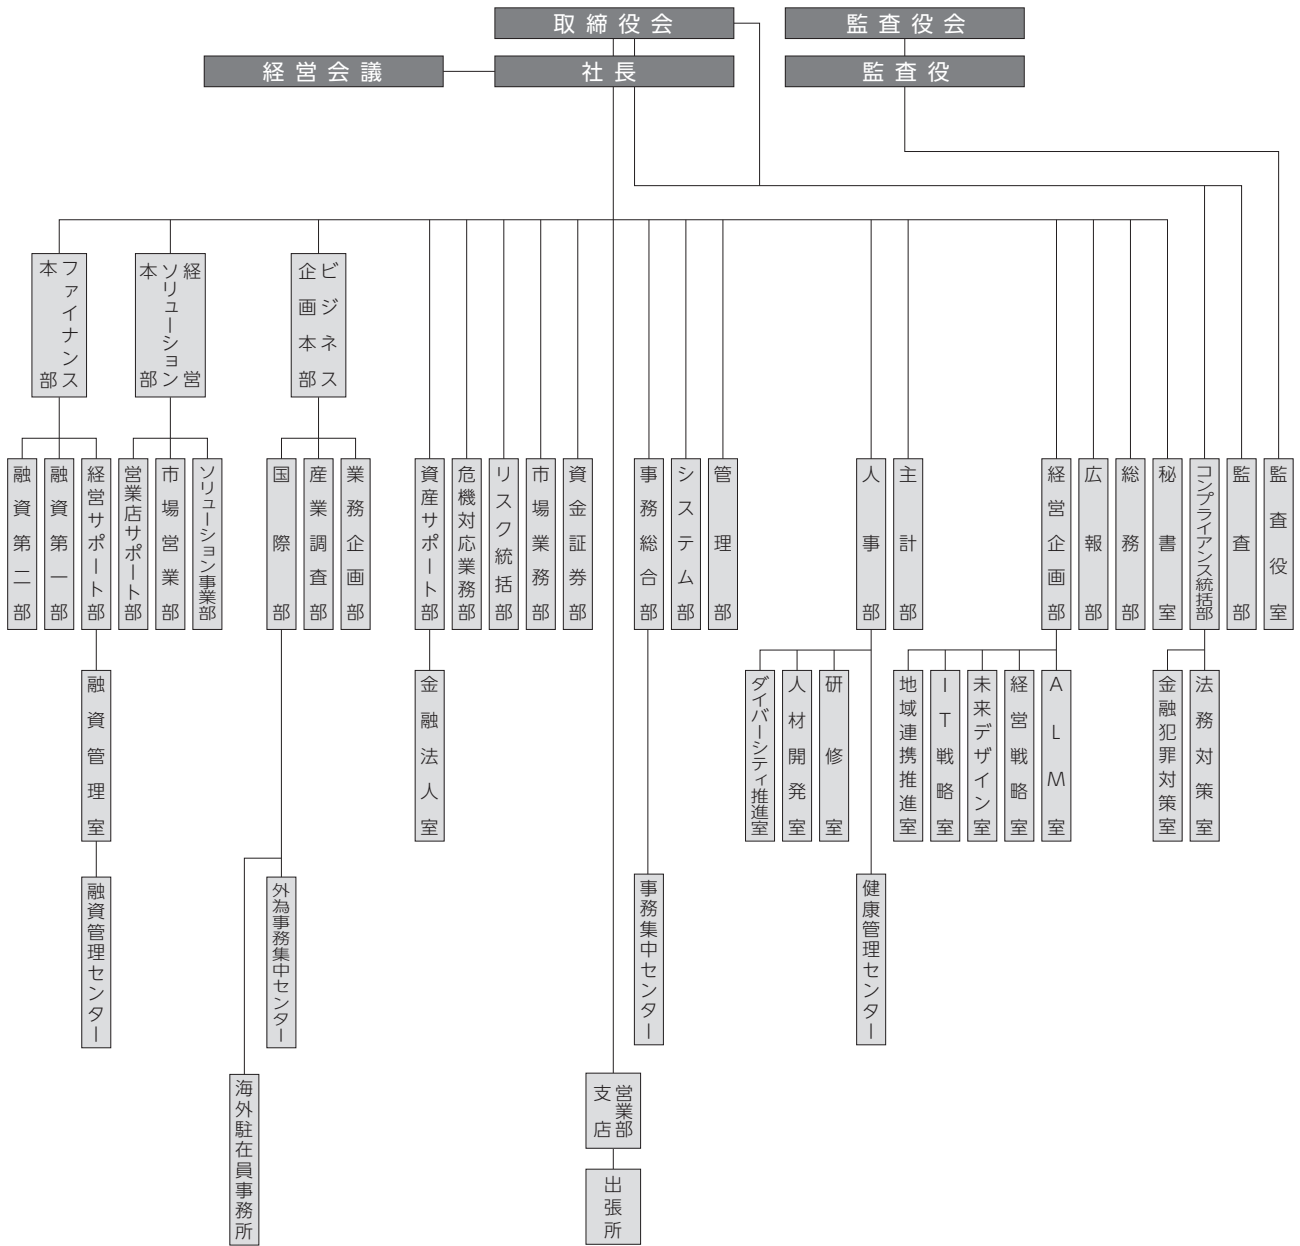 取締役会
監査役会
経営会議
社長
監査役
ファイナンス本部
経営ソリューション本部
ビジネス企画本部
融資第二部
融資第一部
経営サポート部
営業店サポート部
市場営業部
ソリューション事業部
国際部
産業調査部
業務企画部
資産サポート部
危機対応業務部
リスク統括部
市場業務部
資金証券部
事務総合部
システム部
管理部
人事部
主計部
経営企画部
広報部
総務部
秘書室
コンプライアンス統括部
監査部
監査役室
融資管理室
金融法人室
ダイバーシティ推進室
人材開発室
研修室
地域連携推進室
IT戦略室
未来デザイン室
経営戦略室
ALM室
金融犯罪対策室
法務対策室
融資管理センター
外為事務集中センター
事務集中センター
健康管理センター
海外駐在員事務所
営業部
支店
出張所